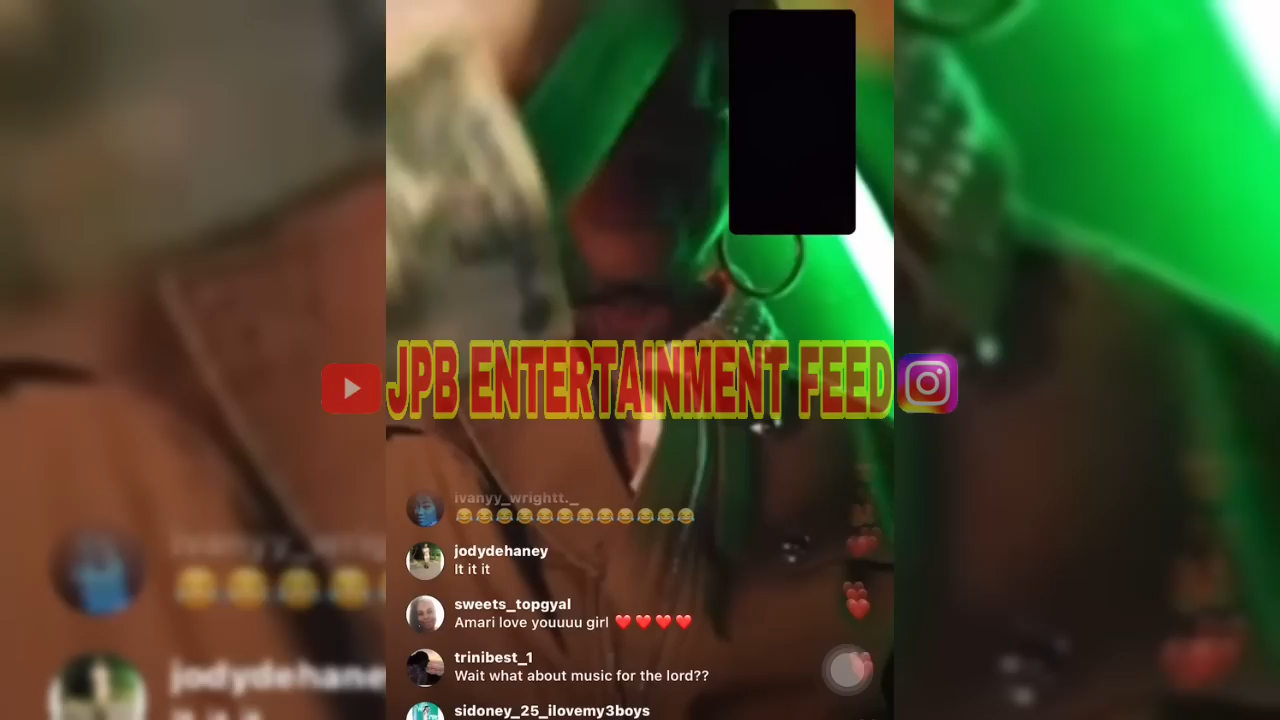 JPB ENTERTAINMENT FEED
ivanyy_wrightt._
😂😂😂😂😂😂😂😂😂😂😂😂
jodydehaney
It it it
sweets_topgyal
Amari love youuuu girl ❤️❤️❤️❤️
trinibest_1
Wait what about music for the lord??
sidoney_25_ilovemy3boys